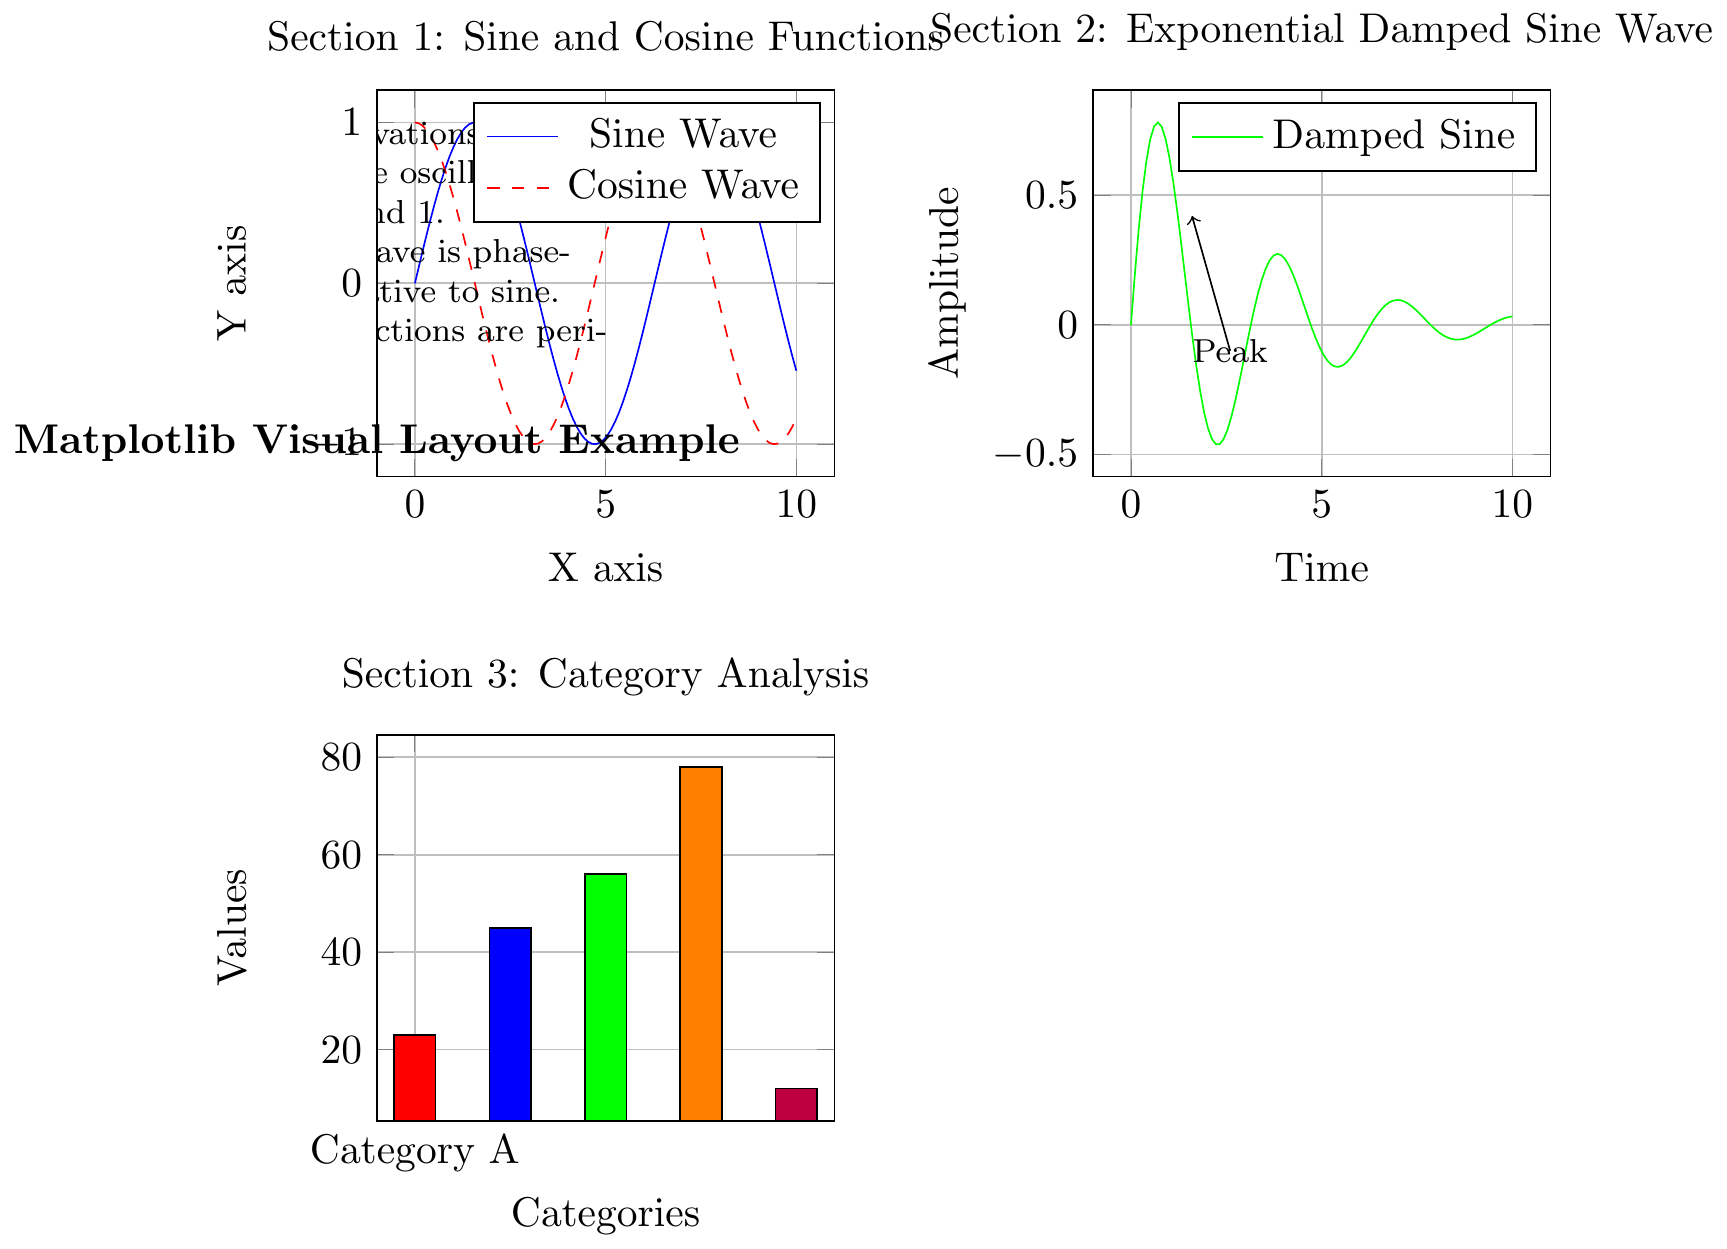 Section 1: Sine and Cosine Functions
Section 2: Exponential Damped Sine Wave
1
0
−1
Y axis
Sine Wave
Cosine Wave
vations
e oscill
nd 1.
ave is phase-
tive to sine.
ctions are peri-
Matplotlib Visual Layout Example
0 5 10
X axis
Damped Sine
0.5
0
−0.5
Amplitude
Peak
0 5 10
Time
Section 3: Category Analysis
80
60
40
20
Values
Category A
Categories